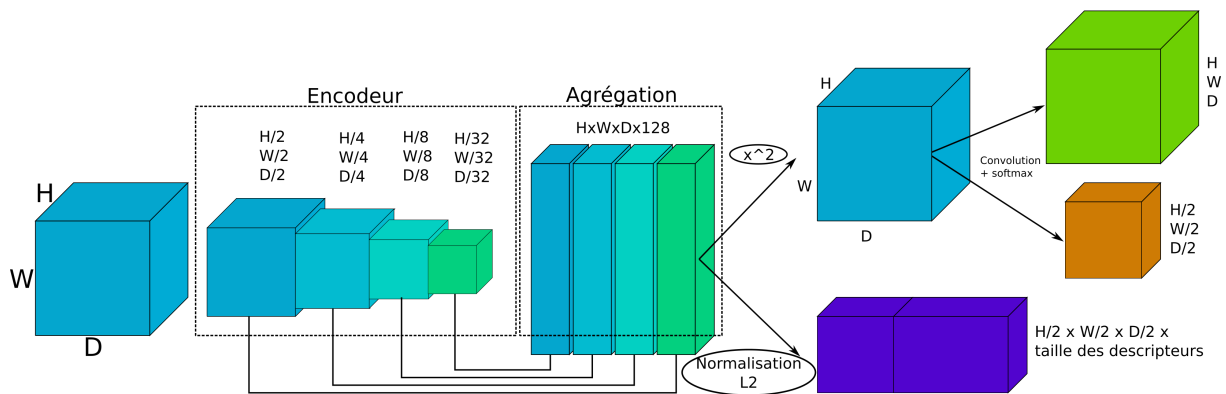 H
W
D
Encodeur
H/2
W/2
D/2
H/4
W/4
D/4
H/8
W/8
D/8
H/32
W/32
D/32
Agrégation
HxWxDx128
x^2
Normalisation
L2
H
W
D
Convolution
+ softmax
H
W
D
H/2
W/2
D/2
H/2 x W/2 x D/2 x
taille des descripteurs